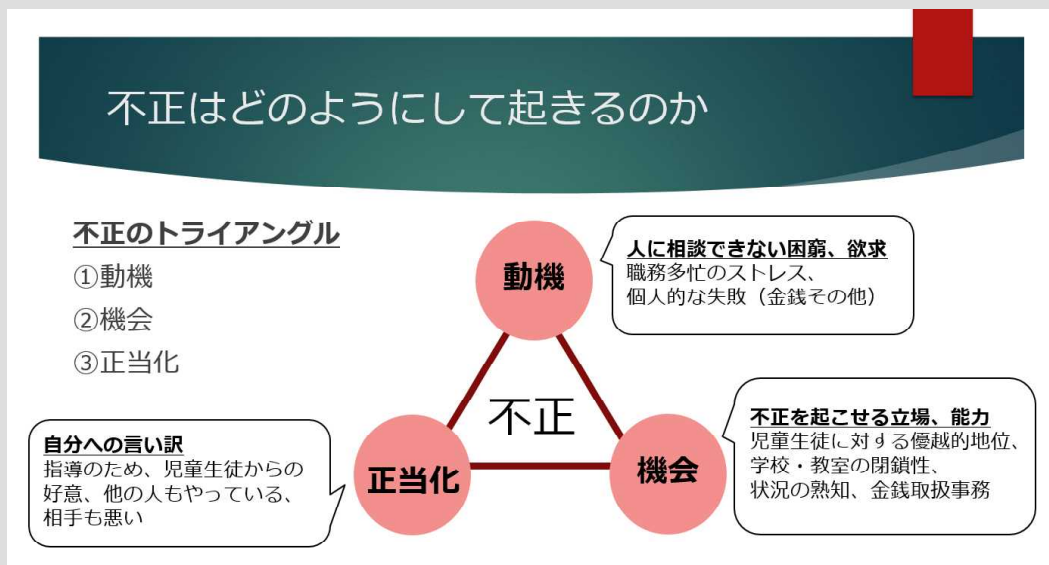 不正はどのようにして起きるのか
不正のトライアングル
①動機
②機会
③正当化
動機
人に相談できない困窮、欲求
職務多忙のストレス、
個人的な失敗（金銭その他）
不正
正当化
自分への言い訳
指導のため、児童生徒からの
好意、他の人もやっている、
相手も悪い
機会
不正を起こせる立場、能力
児童生徒に対する優越的地位、
学校・教室の閉鎖性、
状況の熟知、金銭取扱事務